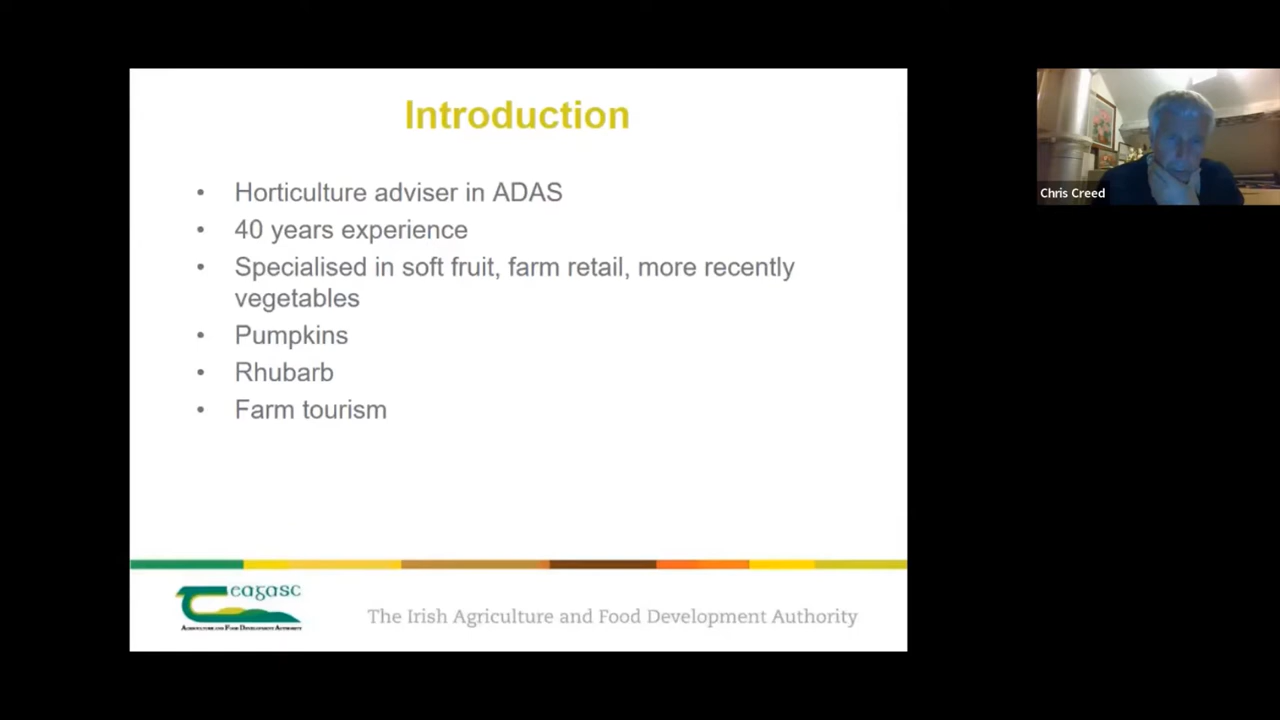 Introduction
• Horticulture adviser in ADAS
• 40 years experience
• Specialised in soft fruit, farm retail, more recently
vegetables
• Pumpkins
• Rhubarb
• Farm tourism
Chris Creed
teagasc
AGRICULTURE AND FOOD DEVELOPMENT AUTHORITY
The Irish Agriculture and Food Development Authority